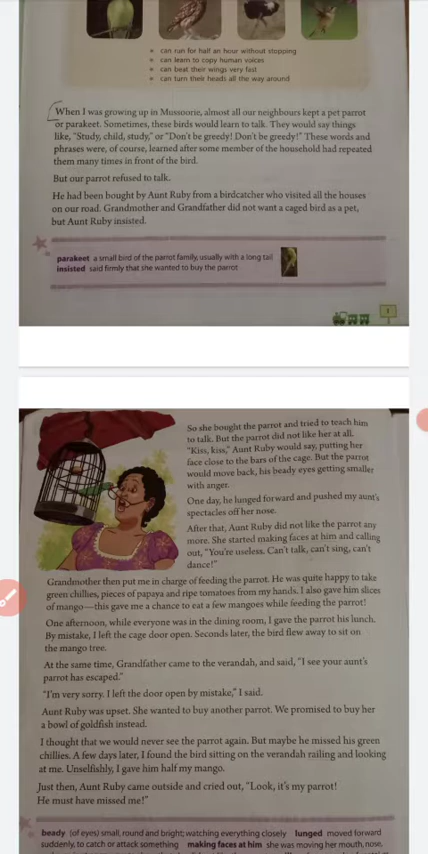 can run for half an hour without stopping
can learn to copy human voices
can beat their wings very fast
can turn their heads all the way around
When I was growing up in Mussoorie, almost all our neighbours kept a pet parrot
or parakeet. Sometimes, these birds would learn to talk. They would say things
like, "Study, child, study," or "Don't be greedy! Don't be greedy!" These words and
phrases were, of course, learned after some member of the household had repeated
them many times in front of the bird.
But our parrot refused to talk.
He had been bought by Aunt Ruby from a birdcatcher who visited all the houses
on our road. Grandmother and Grandfather did not want a caged bird as a pet,
but Aunt Ruby insisted.
parakeet a small bird of the parrot family, usually with a long tail
insisted said firmly that she wanted to buy the parrot
1
So she bought the parrot and tried to teach him
to talk. But the parrot did not like her at all.
"Kiss, kiss," Aunt Ruby would say, putting her
face close to the bars of the cage. But the parrot
would move back, his beady eyes getting smaller
with anger.
One day, he lunged forward and pushed my aunt's
spectacles off her nose.
After that, Aunt Ruby did not like the parrot any
more. She started making faces at him and calling
out, "You're useless. Can't talk, can't sing, can't
dance!"
Grandmother then put me in charge of feeding the parrot. He was quite happy to take
green chillies, pieces of papaya and ripe tomatoes from my hands. I also gave him slices
of mango—this gave me a chance to eat a few mangoes while feeding the parrot!
One afternoon, while everyone was in the dining room, I gave the parrot his lunch.
By mistake, I left the cage door open. Seconds later, the bird flew away to sit on
the mango tree.
At the same time, Grandfather came to the verandah, and said, "I see your aunt's
parrot has escaped."
"I'm very sorry. I left the door open by mistake," I said.
Aunt Ruby was upset. She wanted to buy another parrot. We promised to buy her
a bowl of goldfish instead.
I thought that we would never see the parrot again. But maybe he missed his green
chillies. A few days later, I found the bird sitting on the verandah railing and looking
at me. Unselfishly, I gave him half my mango.
Just then, Aunt Ruby came outside and cried out, "Look, it's my parrot!
He must have missed me!"
beady (of eyes) small, round and bright; watching everything closely lunged moved forward
suddenly, to catch or attack something making faces at him she was moving her mouth, nose,